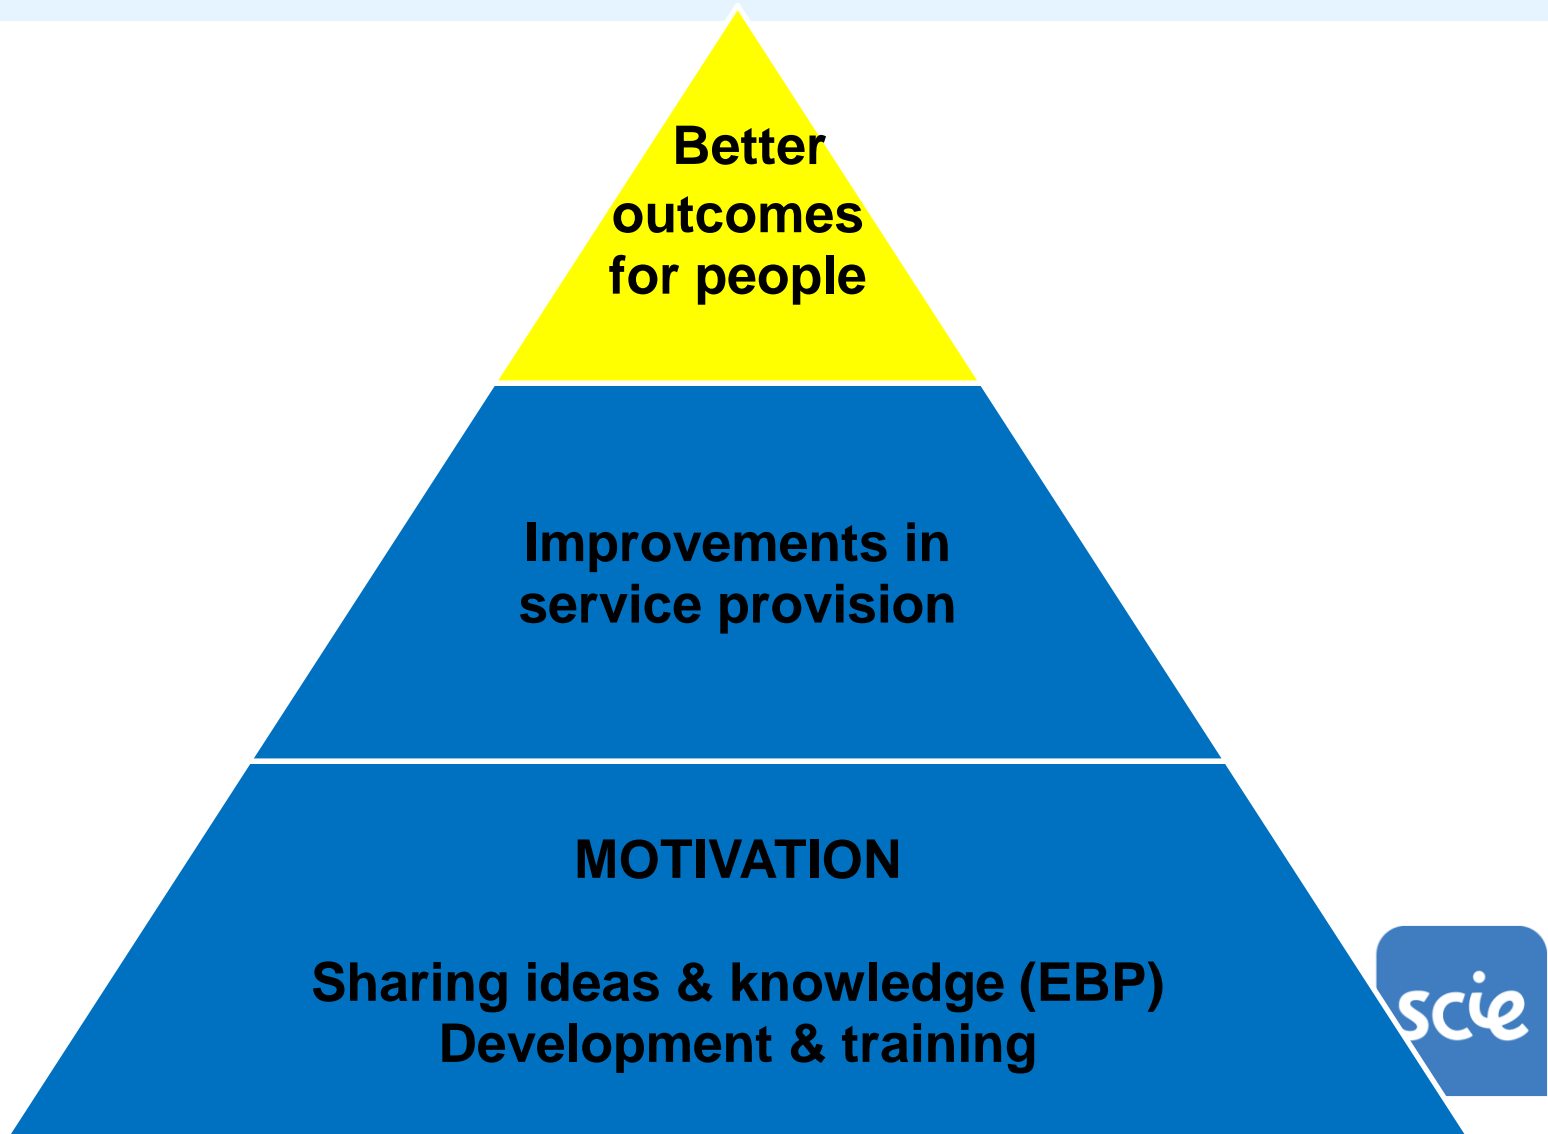 Better
outcomes
for people
Improvements in
service provision
MOTIVATION
Sharing ideas & knowledge (EBP)
Development & training
scie